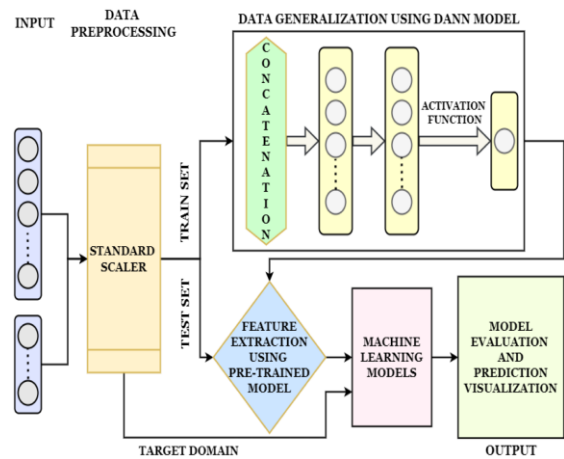 INPUT
DATA
PREPROCESSING
DATA GENERALIZATION USING DANN MODEL
CONCATENATION
ACTIVATION
FUNCTION
STANDARD
SCALER
TRAIN SET
TEST SET
FEATURE
EXTRACTION
USING
PRE-TRAINED
MODEL
MACHINE
LEARNING
MODELS
MODEL
EVALUATION
AND
PREDICTION
VISUALIZATION
TARGET DOMAIN
OUTPUT